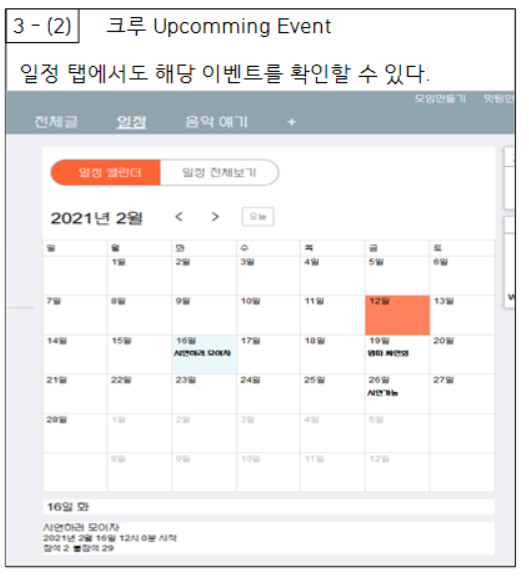 3 - (2) 크루 Upcomming Event
일정 탭에서도 해당 이벤트를 확인할 수 있다.
모임만들기
전체글 일정 음악 얘기 +
일정 캘린더 일정 전체보기
2021년 2월 < > 오늘
일 월 화 수 목 금 토
1일 2일 3일 4일 5일 6일
7일 8일 9일 10일 11일 12일 13일
14일 15일 16일 17일 18일 19일 20일
시연하러 모이자
21일 22일 23일 24일 25일 26일 27일
시연가능
28일 1일 2일 3일 4일 5일
8일 9일 10일 11일 12일
16일 화
시연하러 모이자
2021년 2월 16일 12시 0분 시작
참석 2 불참석 29